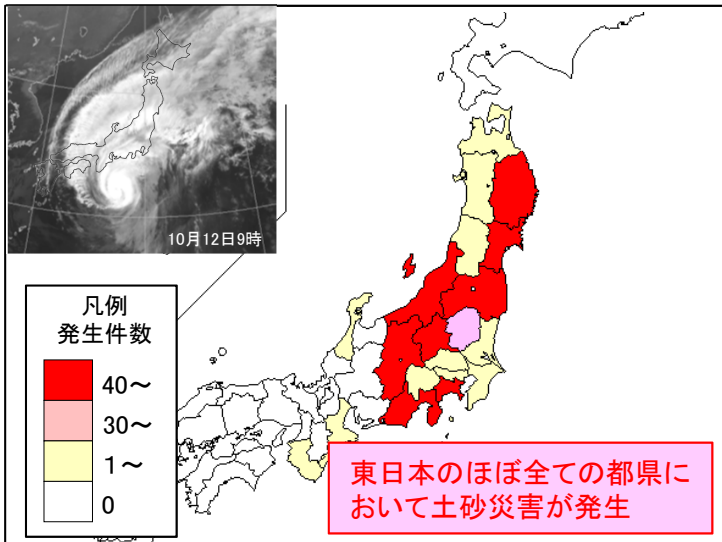 10月12日9時
凡例
発生件数
40～
30～
1～
0
東日本のほぼ全ての都県に
おいて土砂災害が発生